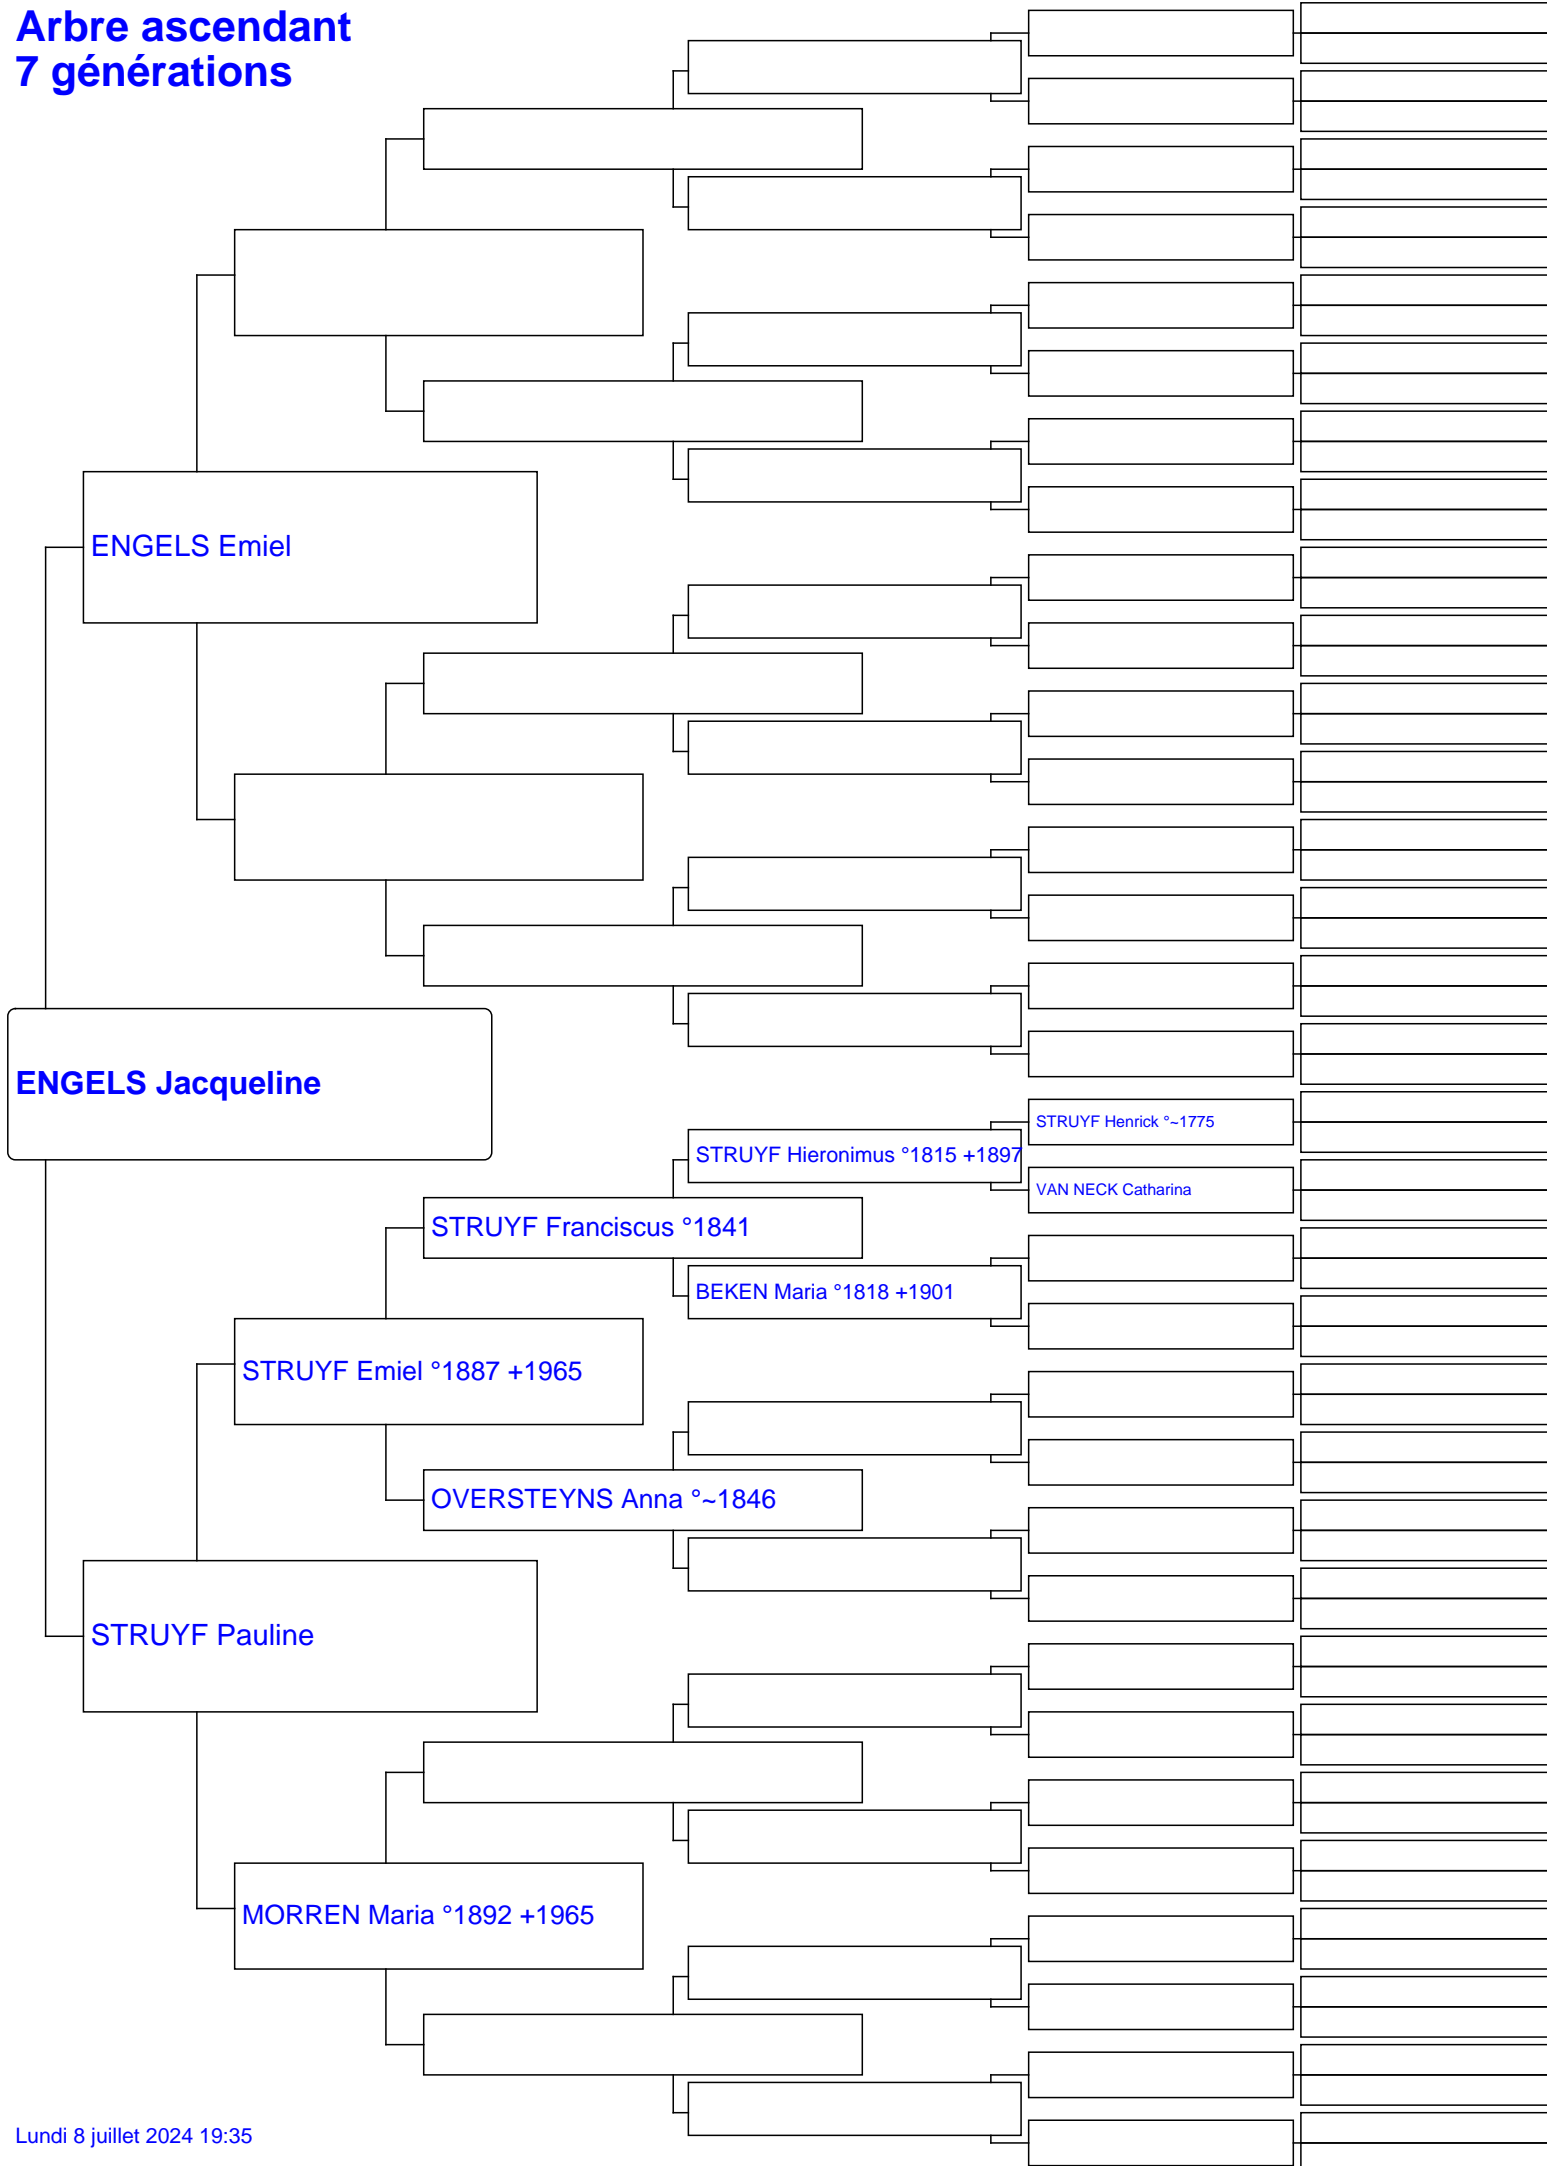 Arbre ascendant
7 générations
ENGELS Emiel
ENGELS Jacqueline
STRUYF Henrick °~1775
STRUYF Hieronimus °1815 +1897
VAN NECK Catharina
STRUYF Franciscus °1841
BEKEN Maria °1818 +1901
STRUYF Emiel °1887 +1965
OVERSTEYNS Anna °~1846
STRUYF Pauline
MORREN Maria °1892 +1965
Lundi 8 juillet 2024 19:35